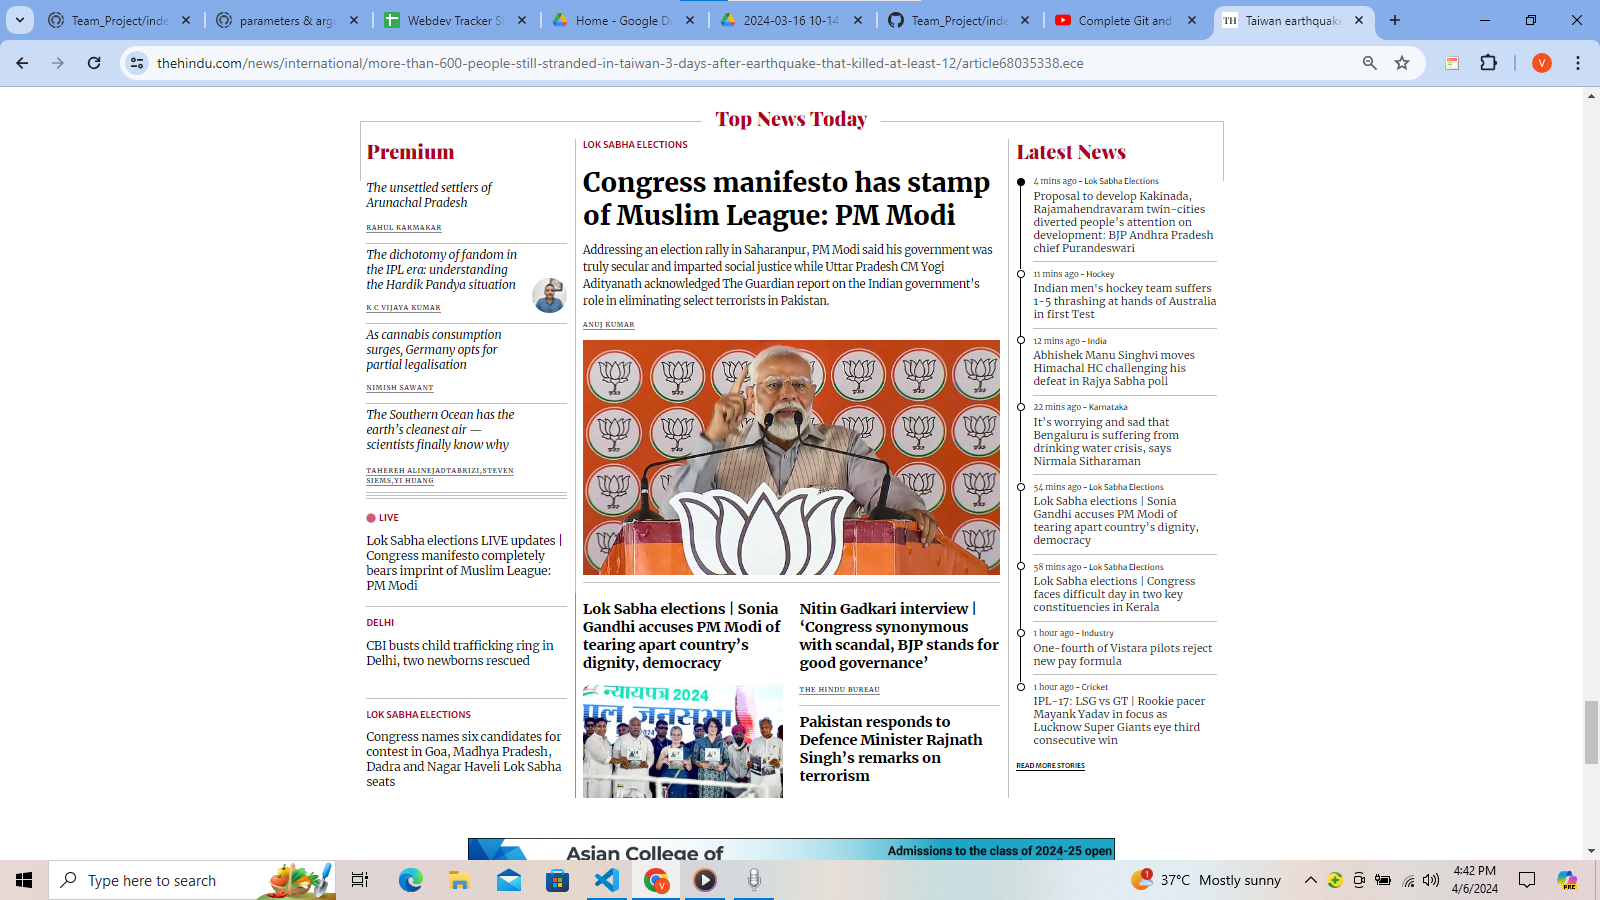 Team_Project/inde
parameters & argu
Webdev Tracker Sh
Home - Google Dr
2024-03-16 10-14
Team_Project/inde
Complete Git and
TH
Taiwan earthquake
thehindu.com/news/international/more-than-600-people-still-stranded-in-taiwan-3-days-after-earthquake-that-killed-at-least-12/article68035338.ece
V
Top News Today
Premium
The unsettled settlers of
Arunachal Pradesh
RAHUL KARMAKAR
The dichotomy of fandom in
the IPL era: understanding
the Hardik Pandya situation
K C VIJAYA KUMAR
As cannabis consumption
surges, Germany opts for
partial legalisation
NIMISH SAWANT
The Southern Ocean has the
earth’s cleanest air —
scientists finally know why
TAHEREH ALINEJADTABRIZI,STEVEN
SIEMS,YI HUANG
LIVE
Lok Sabha elections LIVE updates |
Congress manifesto completely
bears imprint of Muslim League:
PM Modi
DELHI
CBI busts child trafficking ring in
Delhi, two newborns rescued
LOK SABHA ELECTIONS
Congress names six candidates for
contest in Goa, Madhya Pradesh,
Dadra and Nagar Haveli Lok Sabha
seats
LOK SABHA ELECTIONS
Congress manifesto has stamp
of Muslim League: PM Modi
Addressing an election rally in Saharanpur, PM Modi said his government was
truly secular and imparted social justice while Uttar Pradesh CM Yogi
Adityanath acknowledged The Guardian report on the Indian government’s
role in eliminating select terrorists in Pakistan.
ANUJ KUMAR
Lok Sabha elections | Sonia
Gandhi accuses PM Modi of
tearing apart country’s
dignity, democracy
न्यायपत्र 2024
जनसभा
Nitin Gadkari interview |
‘Congress synonymous
with scandal, BJP stands for
good governance’
THE HINDU BUREAU
Pakistan responds to
Defence Minister Rajnath
Singh’s remarks on
terrorism
Latest News
4 mins ago - Lok Sabha Elections
Proposal to develop Kakinada,
Rajamahendravaram twin-cities
diverted people’s attention on
development: BJP Andhra Pradesh
chief Purandeswari
11 mins ago - Hockey
Indian men's hockey team suffers
1-5 thrashing at hands of Australia
in first Test
12 mins ago - India
Abhishek Manu Singhvi moves
Himachal HC challenging his
defeat in Rajya Sabha poll
22 mins ago - Karnataka
It’s worrying and sad that
Bengaluru is suffering from
drinking water crisis, says
Nirmala Sitharaman
54 mins ago - Lok Sabha Elections
Lok Sabha elections | Sonia
Gandhi accuses PM Modi of
tearing apart country’s dignity,
democracy
58 mins ago - Lok Sabha Elections
Lok Sabha elections | Congress
faces difficult day in two key
constituencies in Kerala
1 hour ago - Industry
One-fourth of Vistara pilots reject
new pay formula
1 hour ago - Cricket
IPL-17: LSG vs GT | Rookie pacer
Mayank Yadav in focus as
Lucknow Super Giants eye third
consecutive win
READ MORE STORIES
Asian College of
Admissions to the class of 2024-25 open
Type here to search
V
1
37°C Mostly sunny
4:42 PM
4/6/2024
PRE